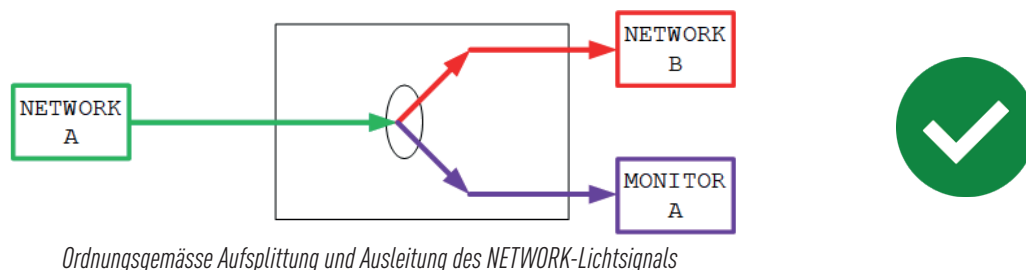 NETWORK
A
NETWORK
B
MONITOR
A
Ordnungsgemässe Aufsplittung und Ausleitung des NETWORK-Lichtsignals